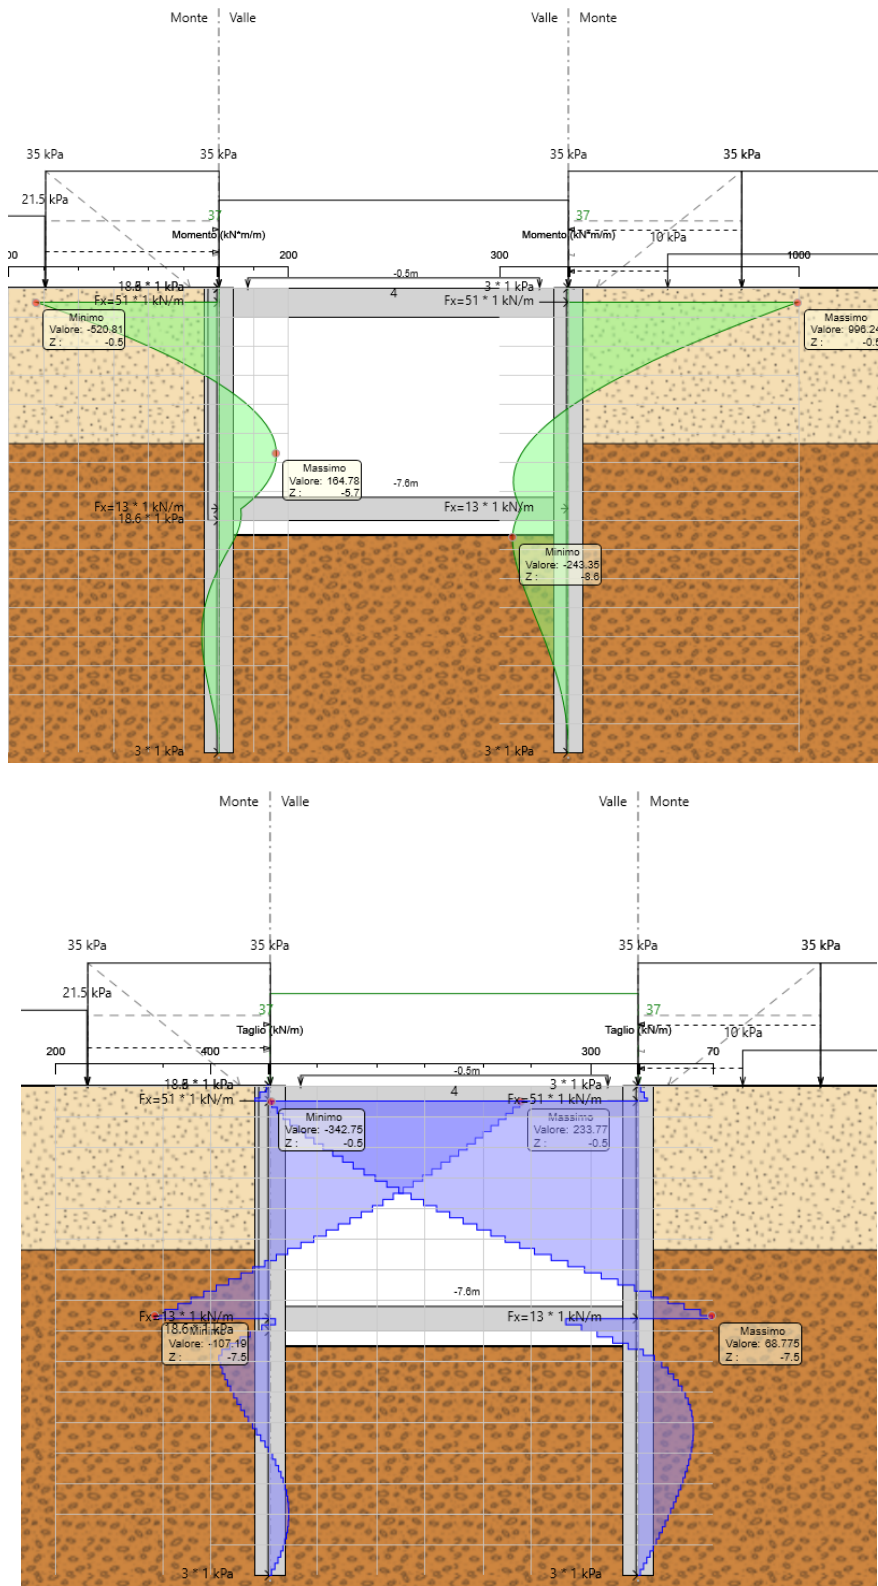 Monte Valle Valle Monte
35 kPa 35 kPa 35 kPa 35 kPa
21.5 kPa
37 37
Momento (kN*m/m) Momento (kN*m/m)
10 kPa
00 200 300 1000
-0.5m
* 1 kPa 3 * 1 kPa
4
Fx=51 * 1 kN/m Fx=51 * 1 kN/m
Minimo
Valore: -520.81
Z : -0.5
Massimo
Valore: 996.24
Z : -0.5
Massimo
Valore: 164.78
Z : -5.7
-7.6m
Fx=13 * 1 kN/m Fx=13 * 1 kN/m
18.6 * 1 kPa
Minimo
Valore: -243.35
Z : -8.6
3 * 1 kPa 3 * 1 kPa
Monte Valle Valle Monte
35 kPa 35 kPa 35 kPa 35 kPa
21.5 kPa
37 37
Taglio (kN/m) Taglio (kN/m)
10 kPa
200 400 300 70
-0.5m
* 1 kPa 3 * 1 kPa
4
Fx=51 * 1 kN/m Fx=51 * 1 kN/m
Minimo
Valore: -342.75
Z : -0.5
Massimo
Valore: 233.77
Z : -0.5
-7.6m
Fx=13 * 1 kN/m Fx=13 * 1 kN/m
18.6 * 1 kPa
Minimo
Valore: -107.19
Z : -7.5
Massimo
Valore: 68.775
Z : -7.5
3 * 1 kPa 3 * 1 kPa